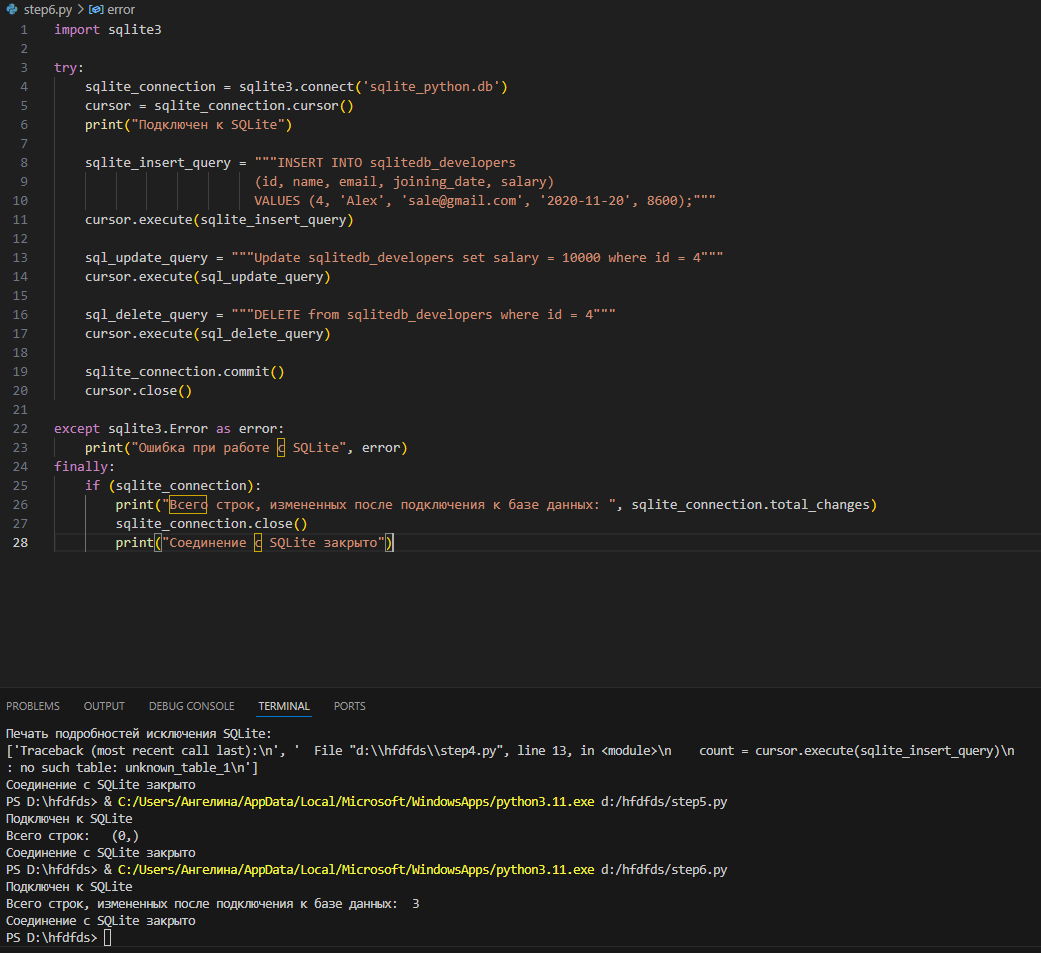 step6.py > error
1 import sqlite3
2
3 try:
4 sqlite_connection = sqlite3.connect('sqlite_python.db')
5 cursor = sqlite_connection.cursor()
6 print("Подключен к SQLite")
7
8 sqlite_insert_query = """INSERT INTO sqlitedb_developers
9 (id, name, email, joining_date, salary)
10 VALUES (4, 'Alex', 'sale@gmail.com', '2020-11-20', 8600);"""
11 cursor.execute(sqlite_insert_query)
12
13 sql_update_query = """Update sqlitedb_developers set salary = 10000 where id = 4"""
14 cursor.execute(sql_update_query)
15
16 sql_delete_query = """DELETE from sqlitedb_developers where id = 4"""
17 cursor.execute(sql_delete_query)
18
19 sqlite_connection.commit()
20 cursor.close()
21
22 except sqlite3.Error as error:
23 print("Ошибка при работе с SQLite", error)
24 finally:
25 if (sqlite_connection):
26 print("Всего строк, измененных после подключения к базе данных: ", sqlite_connection.total_changes)
27 sqlite_connection.close()
28 print("Соединение с SQLite закрыто")
PROBLEMS OUTPUT DEBUG CONSOLE TERMINAL PORTS
Печать подробностей исключения SQLite:
['Traceback (most recent call last):\n', '  File "d:\\hfdfds\\step4.py", line 13, in <module>\n    count = cursor.execute(sqlite_insert_query)\n
: no such table: unknown_table_1\n']
Соединение с SQLite закрыто
PS D:\hfdfds> & C:/Users/Ангелина/AppData/Local/Microsoft/WindowsApps/python3.11.exe d:/hfdfds/step5.py
Подключен к SQLite
Всего строк:   (0,)
Соединение с SQLite закрыто
PS D:\hfdfds> & C:/Users/Ангелина/AppData/Local/Microsoft/WindowsApps/python3.11.exe d:/hfdfds/step6.py
Подключен к SQLite
Всего строк, измененных после подключения к базе данных:  3
Соединение с SQLite закрыто
PS D:\hfdfds>